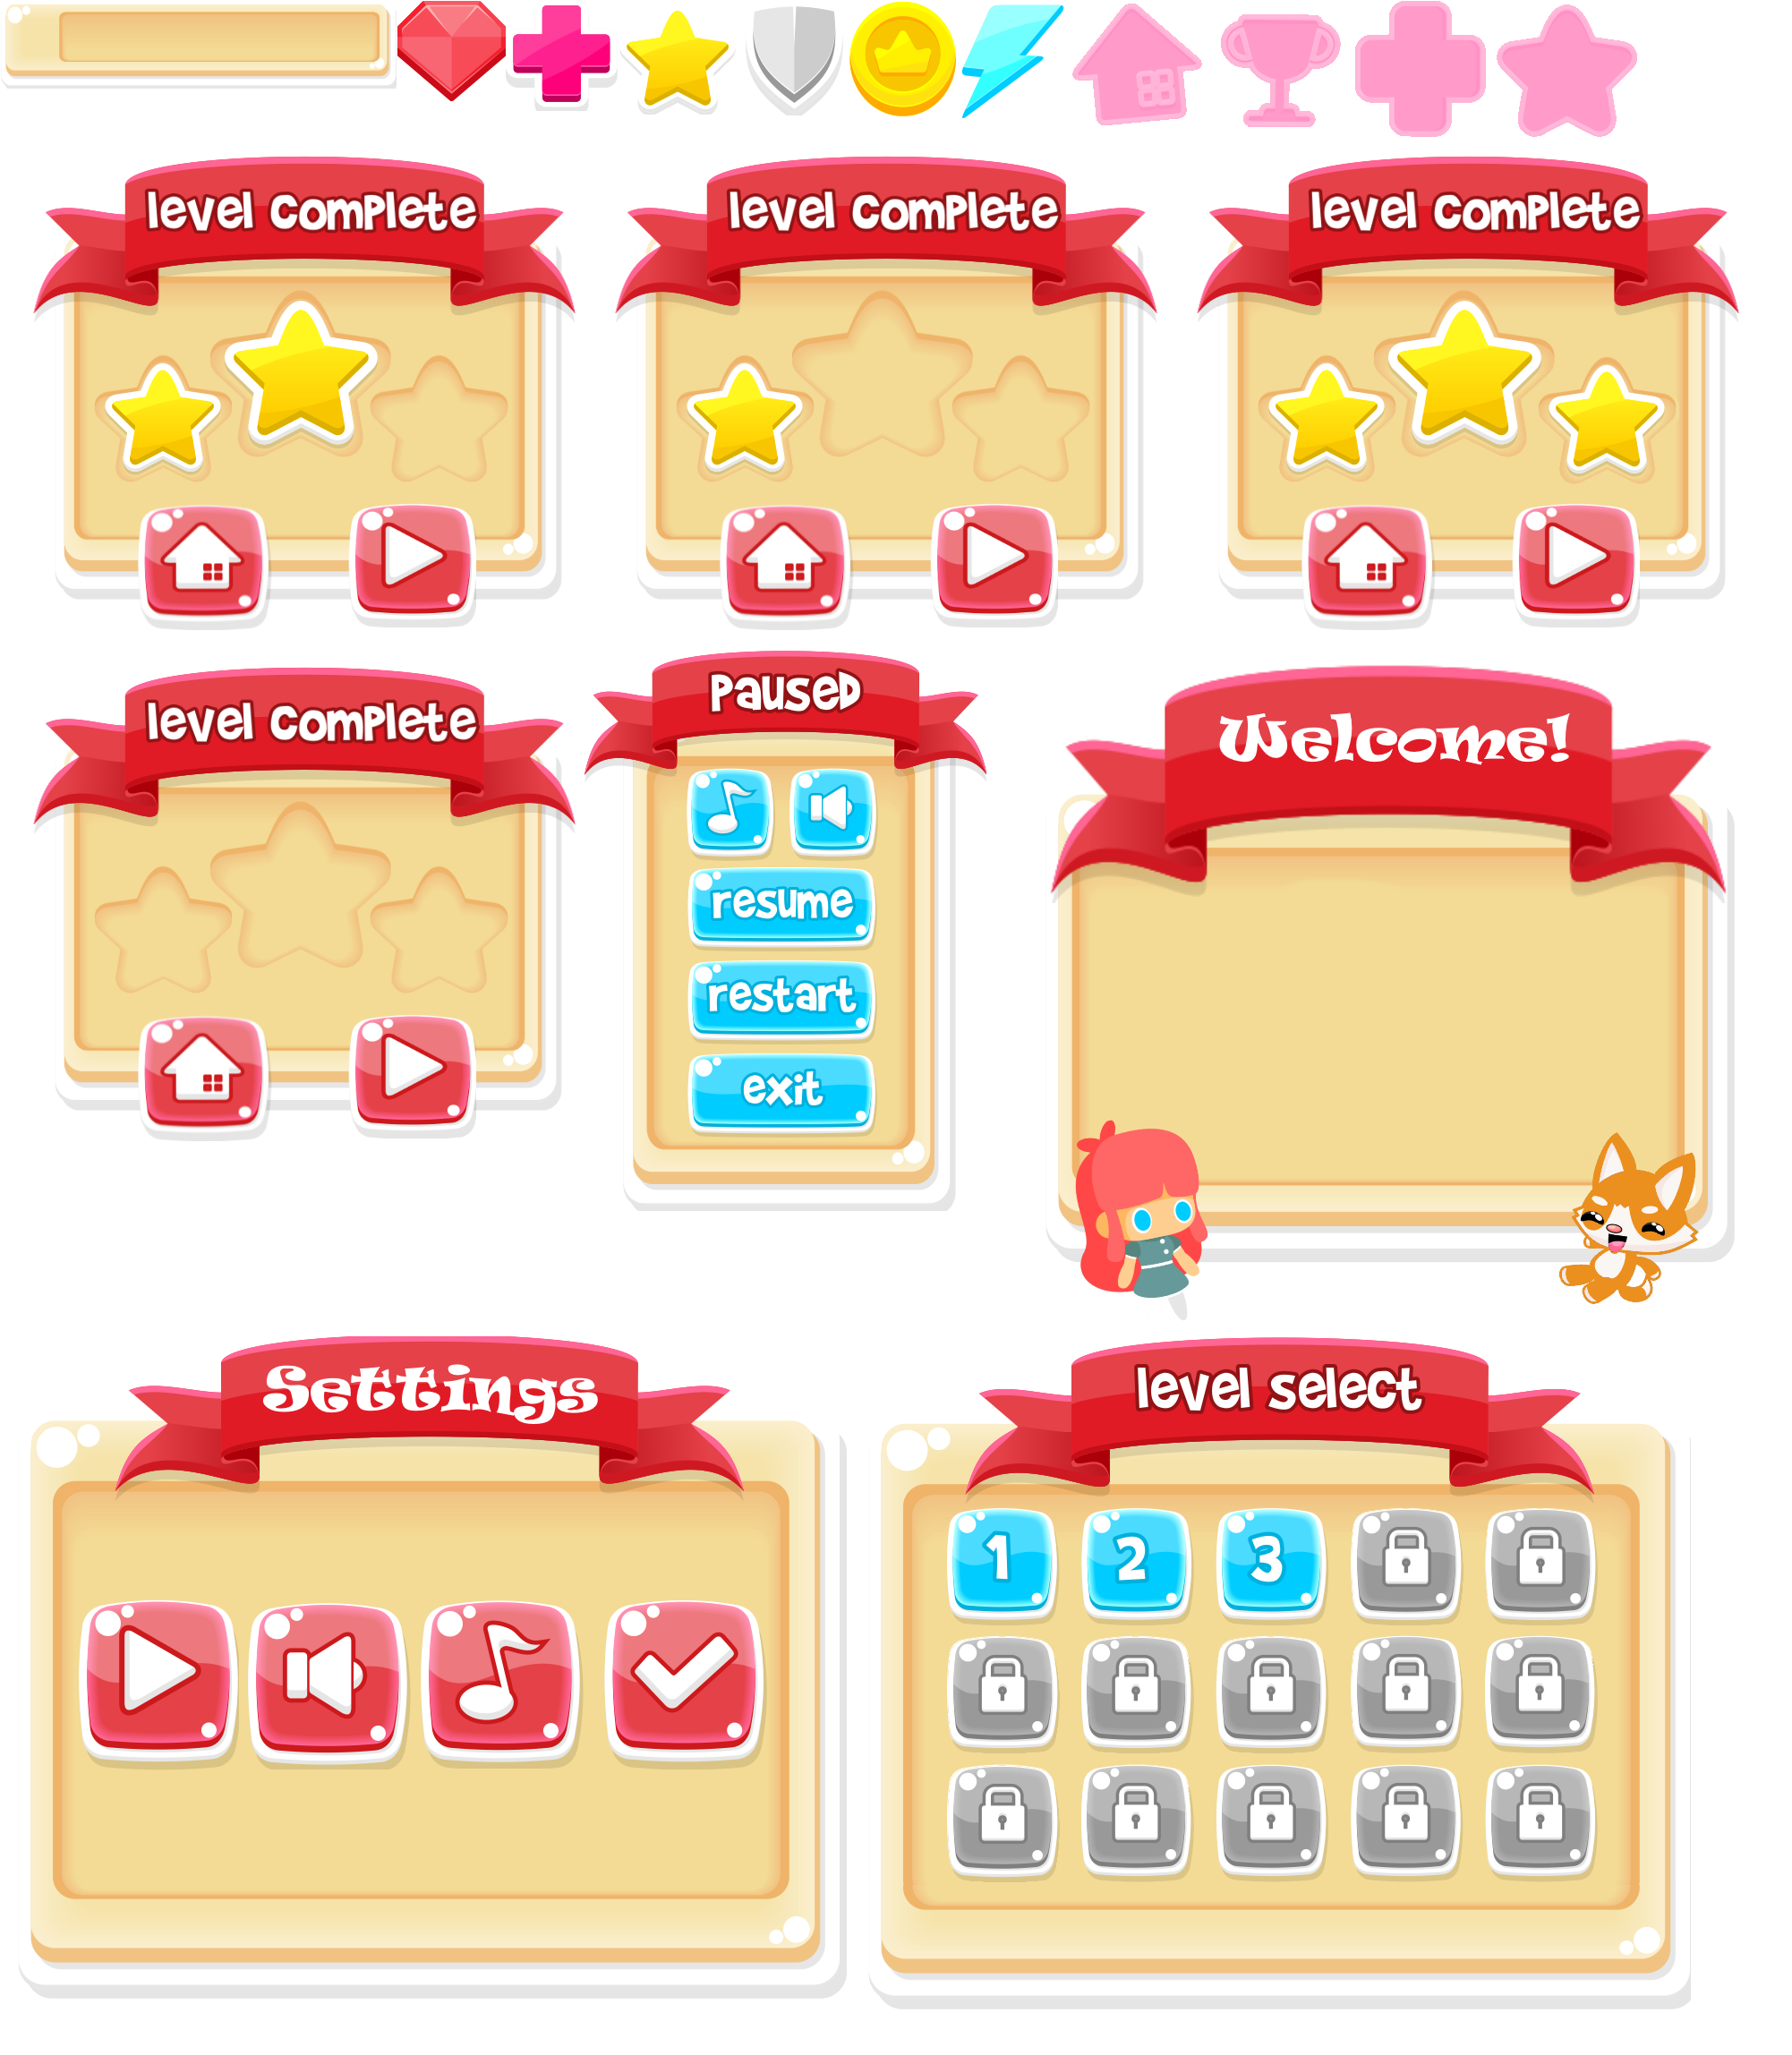 level complete
level complete
level complete
level complete
Paused
resume
restart
exit
Welcome!
Settings
level select
1 2 3